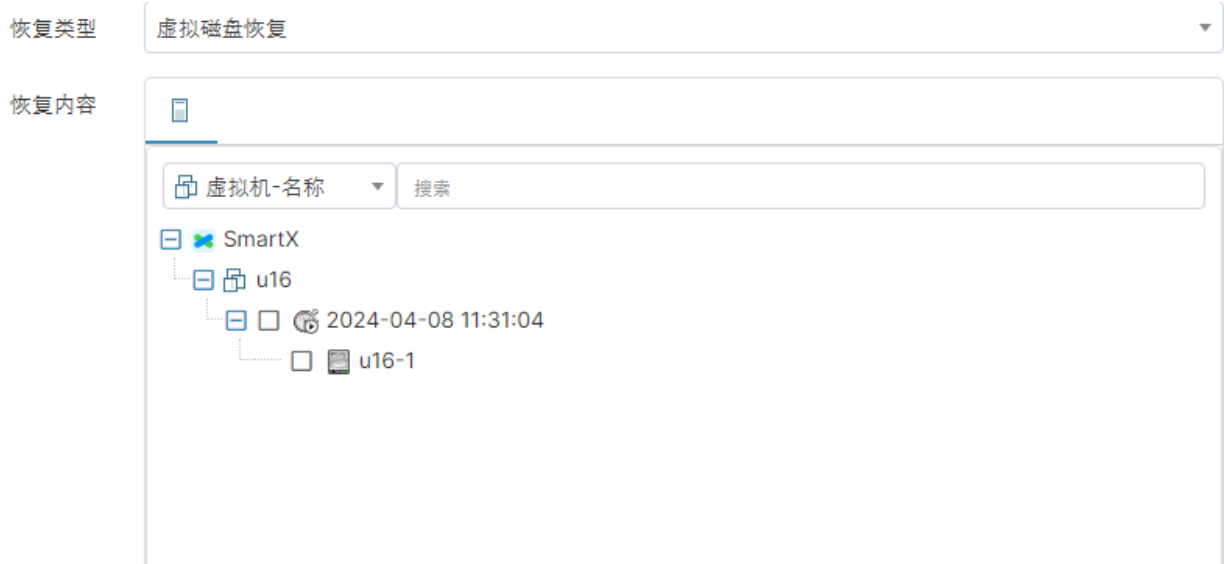 恢复类型 虚拟磁盘恢复
恢复内容
虚拟机-名称 搜索
SmartX
u16
2024-04-08 11:31:04
u16-1